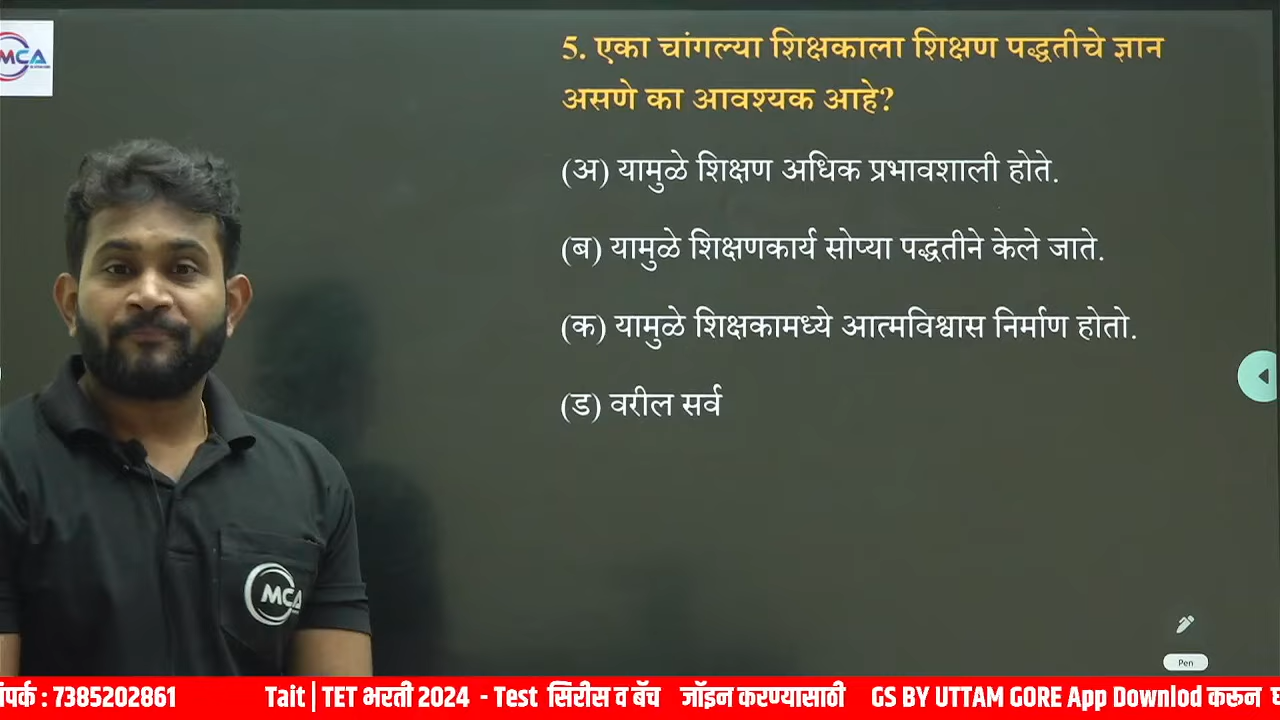 MCA
5. एका चांगल्या शिक्षकाला शिक्षण पद्धतीचे ज्ञान
असणे का आवश्यक आहे?
(अ) यामुळे शिक्षण अधिक प्रभावशाली होते.
(ब) यामुळे शिक्षणकार्य सोप्या पद्धतीने केले जाते.
(क) यामुळे शिक्षकामध्ये आत्मविश्वास निर्माण होतो.
(ड) वरील सर्व
MCA
Pen
संपर्क : 7385202861 Tait | TET भरती 2024 - Test सिरीस व बॅच जॉइन करण्यासाठी GS BY UTTAM GORE App Downlod करून